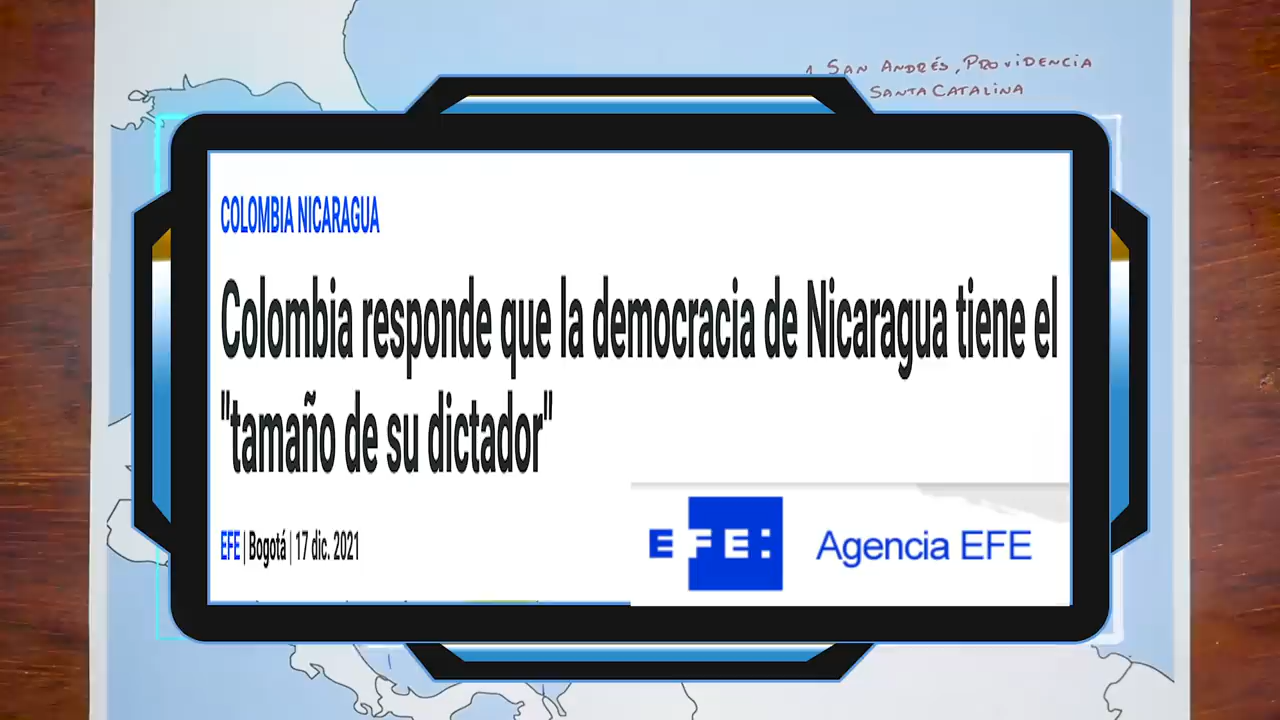 1 SAN ANDRÉS, PROVIDENCIA
SANTA CATALINA
COLOMBIA NICARAGUA
Colombia responde que la democracia de Nicaragua tiene el
"tamaño de su dictador"
EFE | Bogotá | 17 dic. 2021
EFE: Agencia EFE